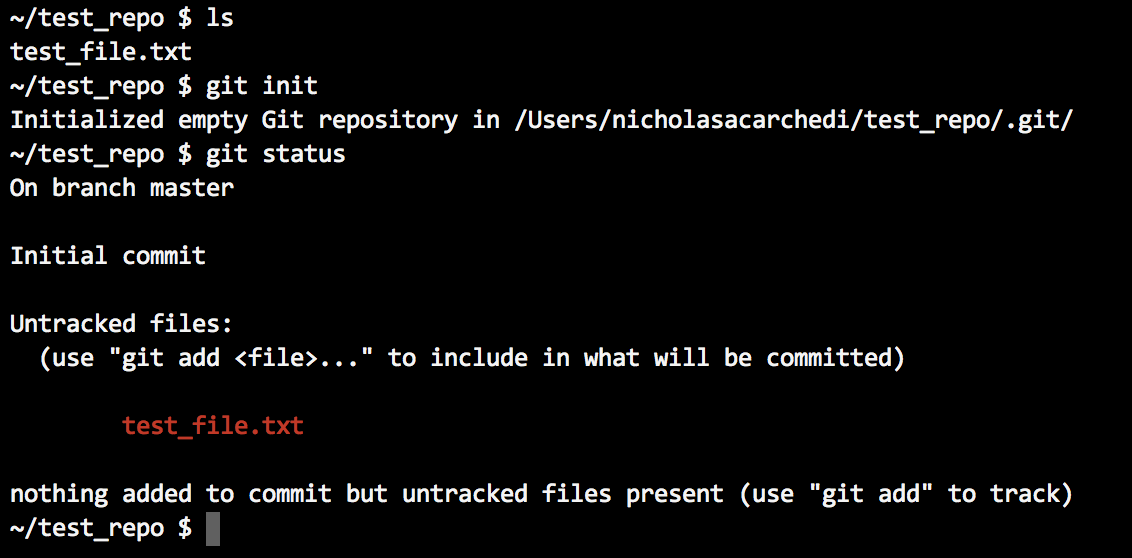 ~/test_repo $ ls
test_file.txt
~/test_repo $ git init
Initialized empty Git repository in /Users/nicholasacarchedi/test_repo/.git/
~/test_repo $ git status
On branch master
Initial commit
Untracked files:
  (use "git add <file>..." to include in what will be committed)
        test_file.txt
nothing added to commit but untracked files present (use "git add" to track)
~/test_repo $